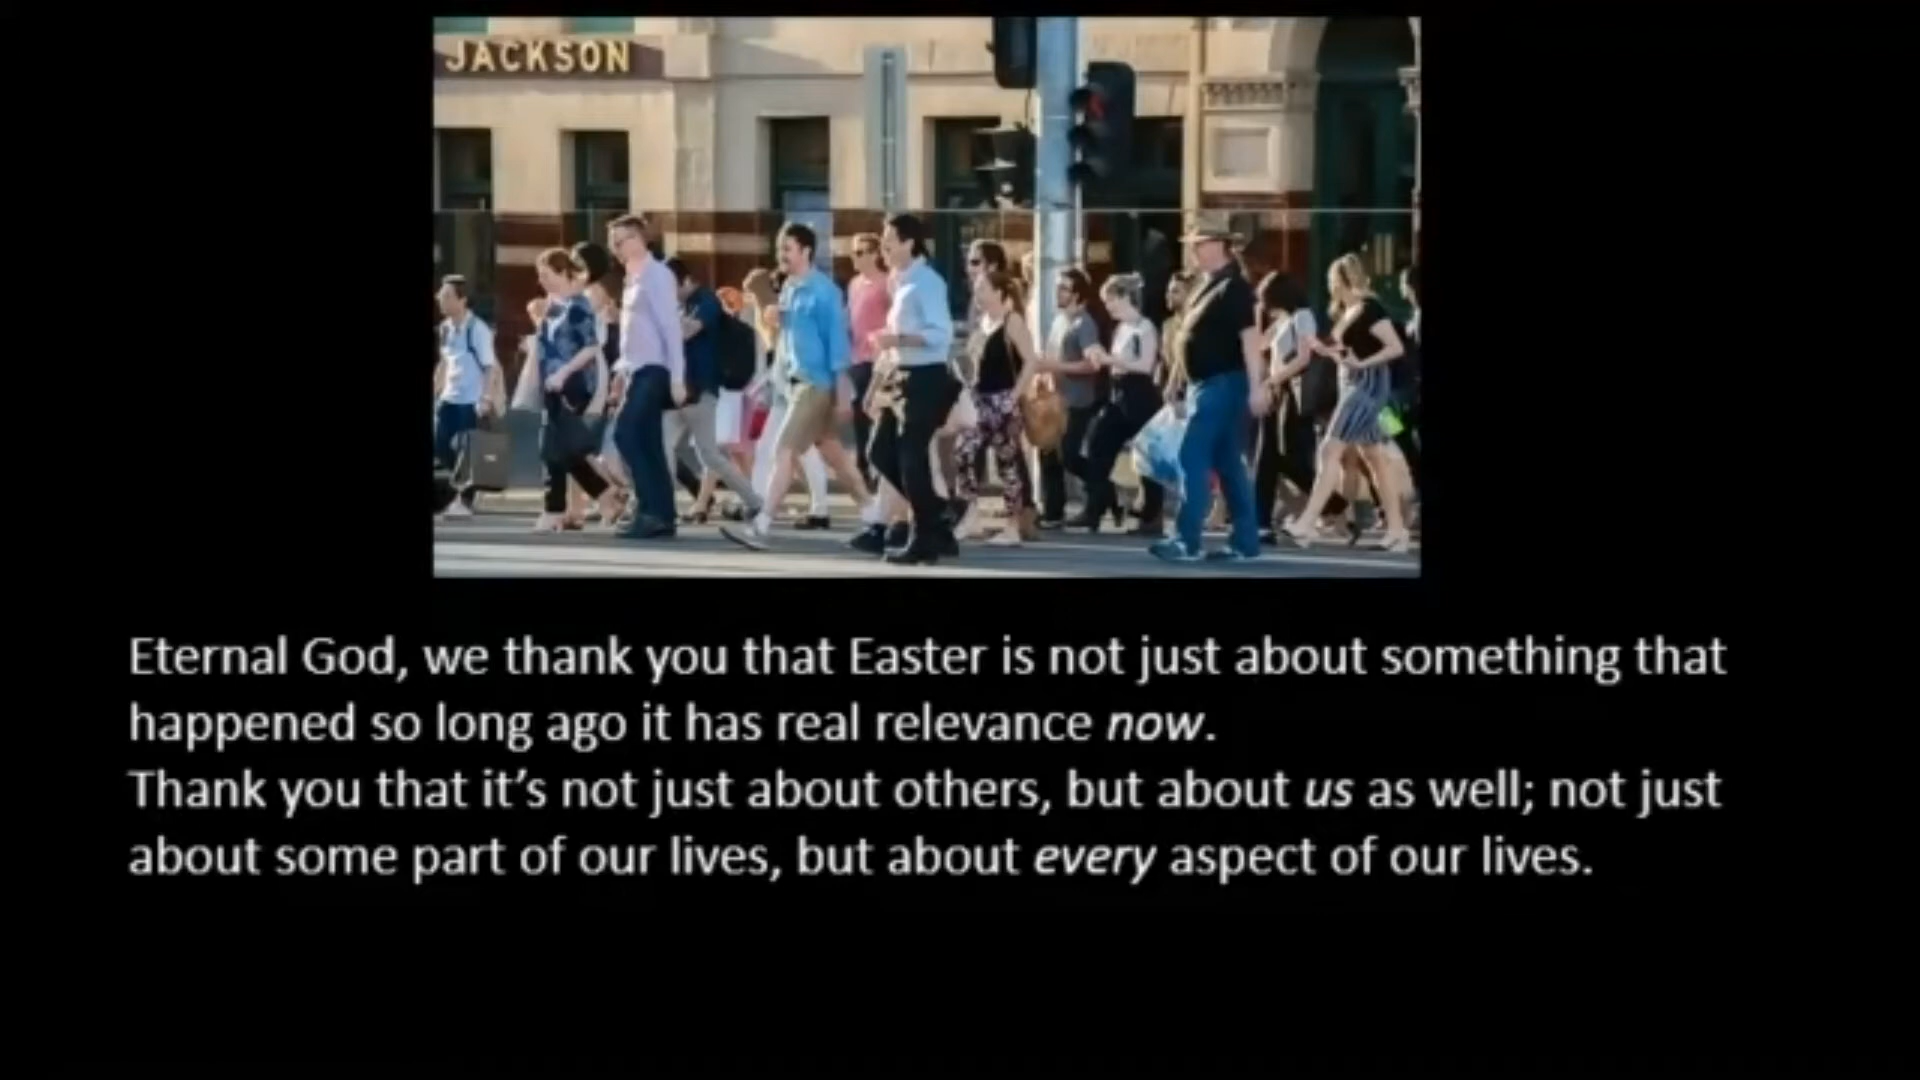 JACKSON
Eternal God, we thank you that Easter is not just about something that
happened so long ago it has real relevance now.
Thank you that it’s not just about others, but about us as well; not just
about some part of our lives, but about every aspect of our lives.